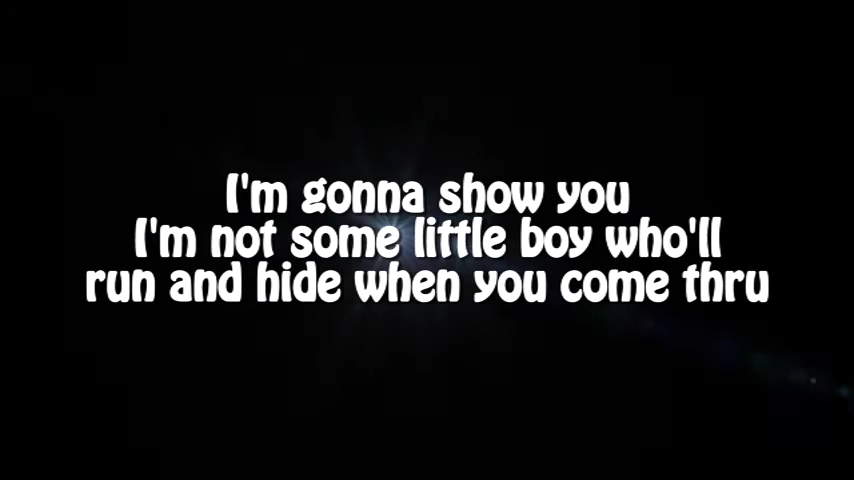 I'm gonna show you
I'm not some little boy who'll
run and hide when you come thru